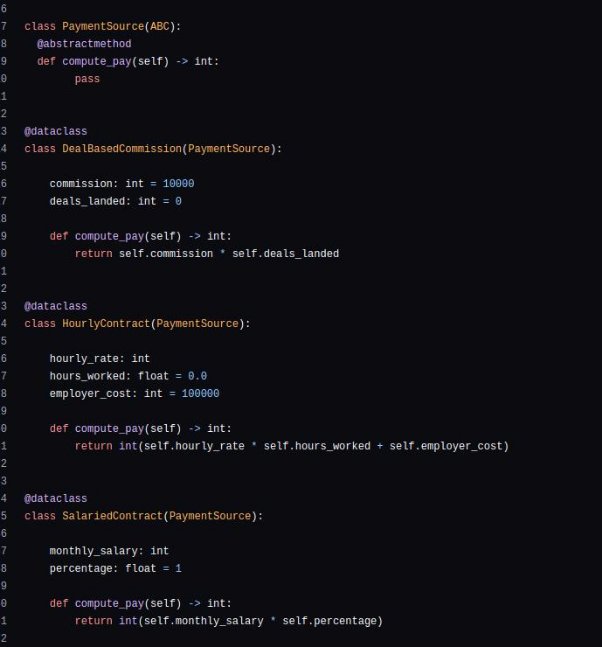 6
7 class PaymentSource(ABC):
8   @abstractmethod
9   def compute_pay(self) -> int:
0         pass
1
2
3 @dataclass
4 class DealBasedCommission(PaymentSource):
5
6     commission: int = 10000
7     deals_landed: int = 0
8
9     def compute_pay(self) -> int:
0         return self.commission * self.deals_landed
1
2
3 @dataclass
4 class HourlyContract(PaymentSource):
5
6     hourly_rate: int
7     hours_worked: float = 0.0
8     employer_cost: int = 100000
9
0     def compute_pay(self) -> int:
1         return int(self.hourly_rate * self.hours_worked + self.employer_cost)
2
3
4 @dataclass
5 class SalariedContract(PaymentSource):
6
7     monthly_salary: int
8     percentage: float = 1
9
0     def compute_pay(self) -> int:
1         return int(self.monthly_salary * self.percentage)
2